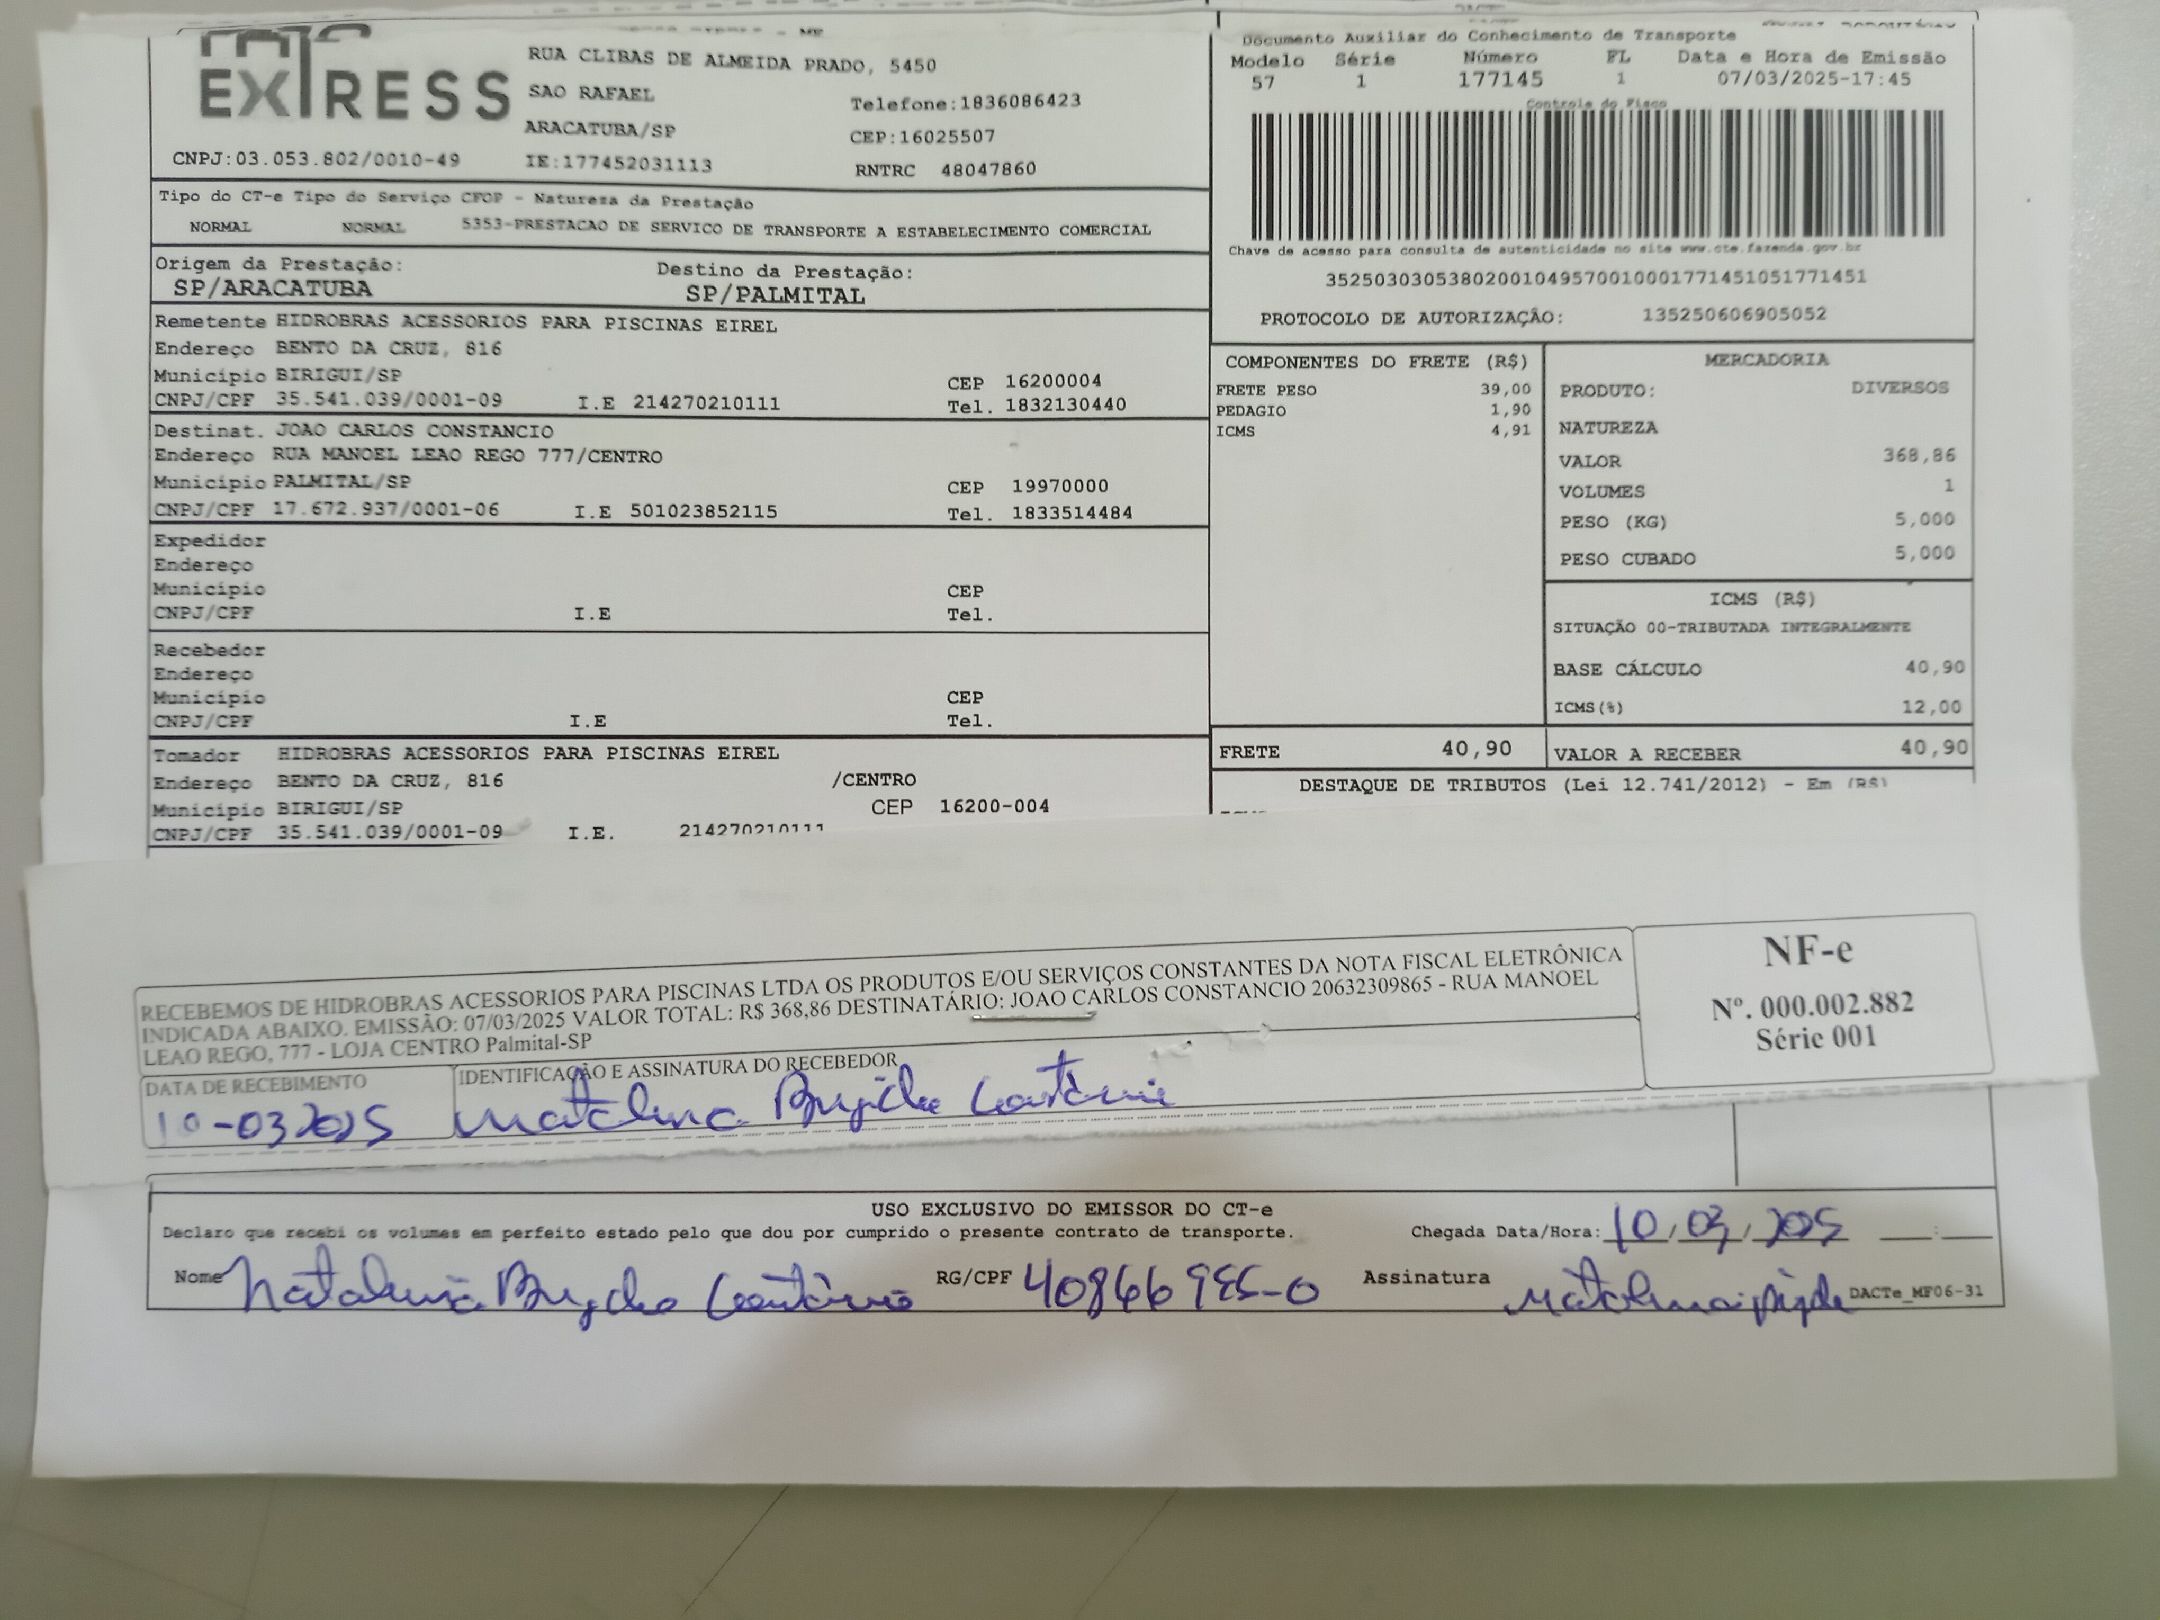 EXPRESS
RUA CLIBAS DE ALMEIDA PRADO, 5450
SAO RAFAEL
Telefone:1836086423
ARACATUBA/SP
CEP:16025507
CNPJ:03.053.802/0010-49 IE:177452031113
RNTRC 48047860
Documento Auxiliar do Conhecimento de Transporte
Modelo Série Número FL Data e Hora de Emissão
57 1 177145 1 07/03/2025-17:45
Controle do Fisco
Chave de acesso para consulta de autenticidade no site www.cte.fazenda.gov.br
35250303053802001049570010001771451051771451
PROTOCOLO DE AUTORIZAÇÃO: 135250606905052
Tipo do CT-e Tipo do Serviço CFOP - Natureza da Prestação
NORMAL NORMAL 5353-PRESTACAO DE SERVICO DE TRANSPORTE A ESTABELECIMENTO COMERCIAL
Origem da Prestação: Destino da Prestação:
SP/ARACATUBA SP/PALMITAL
Remetente HIDROBRAS ACESSORIOS PARA PISCINAS EIREL
Endereço BENTO DA CRUZ, 816
Município BIRIGUI/SP CEP 16200004
CNPJ/CPF 35.541.039/0001-09 I.E 214270210111 Tel. 1832130440
Destinat. JOAO CARLOS CONSTANCIO
Endereço RUA MANOEL LEAO REGO 777/CENTRO
Município PALMITAL/SP CEP 19970000
CNPJ/CPF 17.672.937/0001-06 I.E 501023852115 Tel. 1833514484
Expedidor
Endereço
Município CEP
CNPJ/CPF I.E Tel.
Recebedor
Endereço
Município CEP
CNPJ/CPF I.E Tel.
Tomador HIDROBRAS ACESSORIOS PARA PISCINAS EIREL
Endereço BENTO DA CRUZ, 816 /CENTRO
Município BIRIGUI/SP CEP 16200-004
CNPJ/CPF 35.541.039/0001-09 I.E. 214270210111
COMPONENTES DO FRETE (R$)
FRETE PESO 39,00
PEDAGIO 1,90
ICMS 4,91
MERCADORIA
PRODUTO: DIVERSOS
NATUREZA
VALOR 368,86
VOLUMES 1
PESO (KG) 5,000
PESO CUBADO 5,000
ICMS (R$)
SITUAÇÃO 00-TRIBUTADA INTEGRALMENTE
BASE CÁLCULO 40,90
ICMS(%) 12,00
FRETE 40,90 VALOR A RECEBER 40,90
DESTAQUE DE TRIBUTOS (Lei 12.741/2012) - Em (R$)
RECEBEMOS DE HIDROBRAS ACESSORIOS PARA PISCINAS LTDA OS PRODUTOS E/OU SERVIÇOS CONSTANTES DA NOTA FISCAL ELETRÔNICA
INDICADA ABAIXO. EMISSÃO: 07/03/2025 VALOR TOTAL: R$ 368,86 DESTINATÁRIO: JOAO CARLOS CONSTANCIO 20632309865 - RUA MANOEL
LEAO REGO, 777 - LOJA CENTRO Palmital-SP
NF-e
Nº. 000.002.882
Série 001
DATA DE RECEBIMENTO IDENTIFICAÇÃO E ASSINATURA DO RECEBEDOR
10-03 2025
USO EXCLUSIVO DO EMISSOR DO CT-e
Declaro que recebi os volumes em perfeito estado pelo que dou por cumprido o presente contrato de transporte. Chegada Data/Hora: 10/03/2025 :
Nome RG/CPF Assinatura DACTe_MF06-31